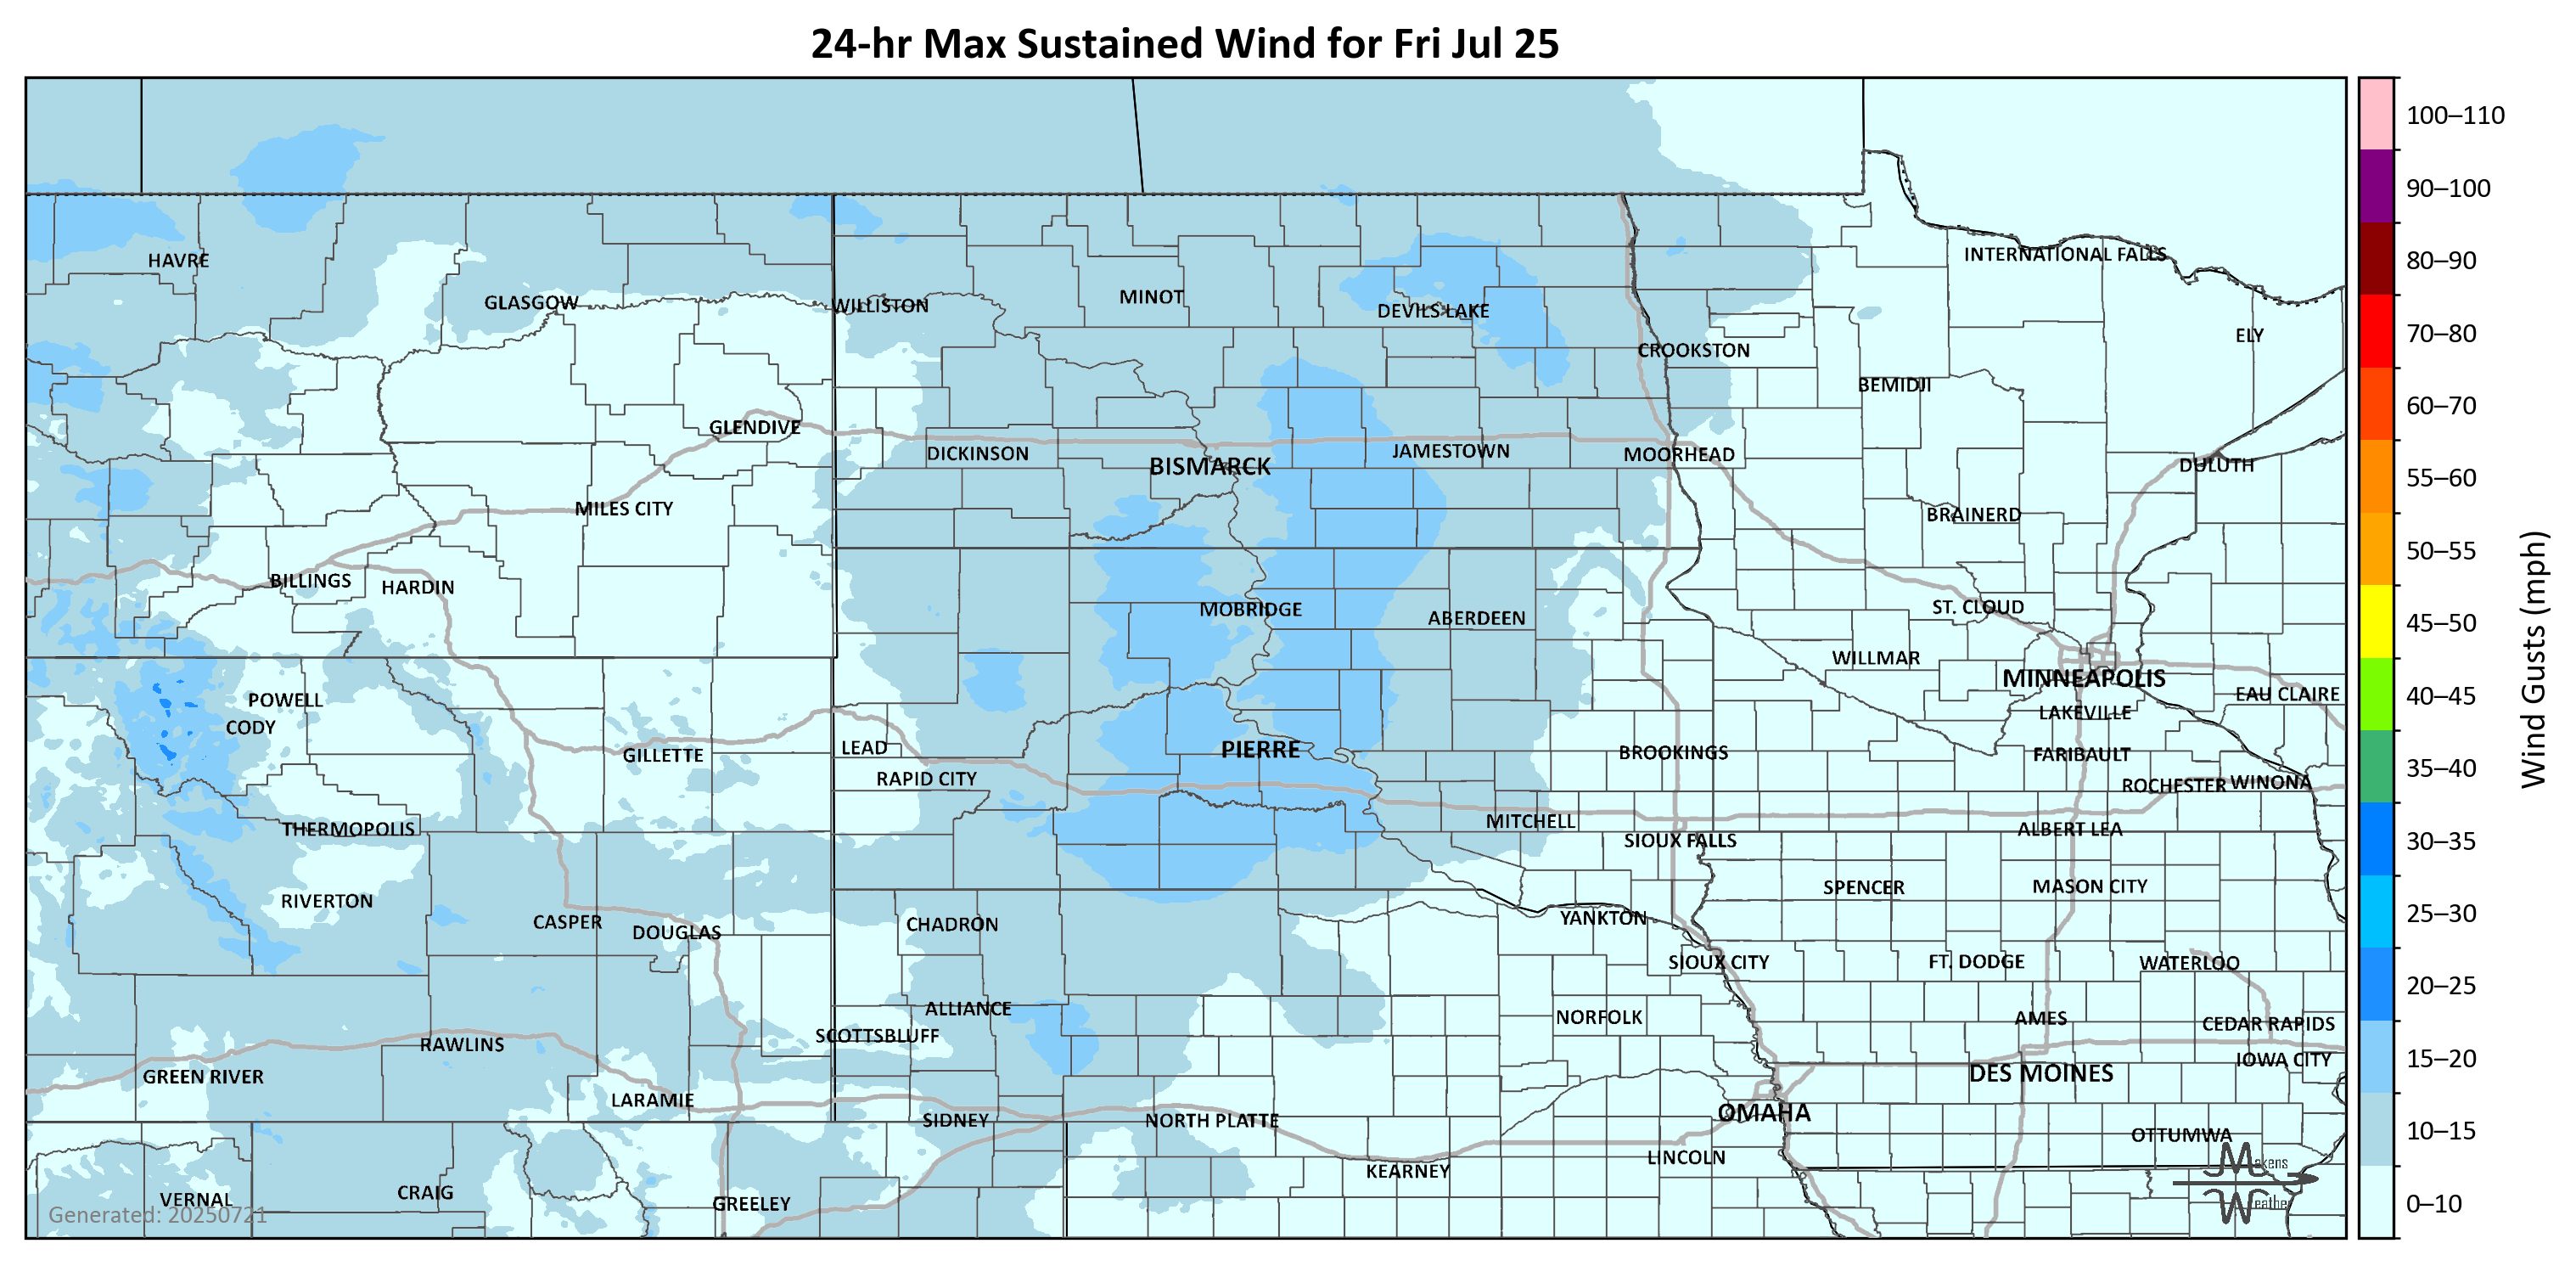 24-hr Max Sustained Wind for Fri Jul 25
100–110
90–100
80–90
70–80
60–70
55–60
50–55
45–50
40–45
35–40
30–35
25–30
20–25
15–20
10–15
0–10
Wind Gusts (mph)
HAVRE
GLASGOW
WILLISTON
MINOT
DEVILS LAKE
CROOKSTON
INTERNATIONAL FALLS
ELY
BEMIDJI
GLENDIVE
DICKINSON
BISMARCK
JAMESTOWN
MOORHEAD
DULUTH
MILES CITY
BRAINERD
BILLINGS
HARDIN
MOBRIDGE
ABERDEEN
ST. CLOUD
WILLMAR
MINNEAPOLIS
EAU CLAIRE
LAKEVILLE
POWELL
CODY
GILLETTE
LEAD
RAPID CITY
PIERRE
BROOKINGS
FARIBAULT
ROCHESTER
WINONA
THERMOPOLIS
MITCHELL
SIOUX FALLS
ALBERT LEA
RIVERTON
CASPER
DOUGLAS
CHADRON
YANKTON
SPENCER
MASON CITY
SIOUX CITY
FT. DODGE
WATERLOO
ALLIANCE
SCOTTSBLUFF
NORFOLK
AMES
CEDAR RAPIDS
IOWA CITY
RAWLINS
GREEN RIVER
LARAMIE
SIDNEY
NORTH PLATTE
OMAHA
DES MOINES
OTTUMWA
KEARNEY
LINCOLN
VERNAL
CRAIG
GREELEY
Generated: 20250721
Makens
Weather